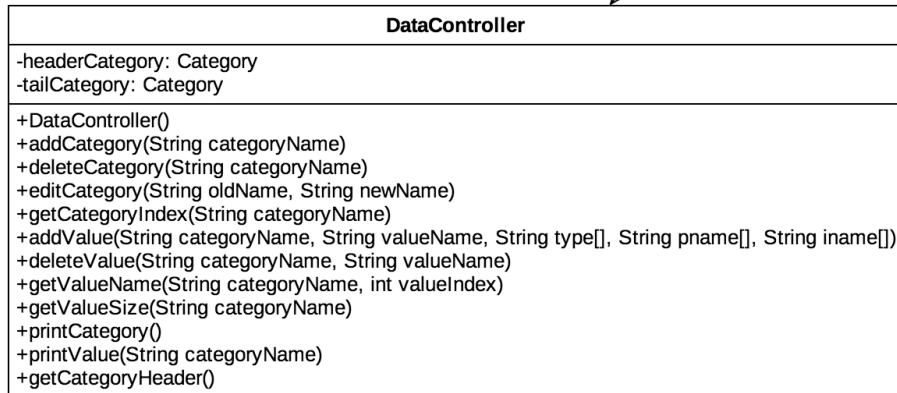 DataController
-headerCategory: Category
-tailCategory: Category
+DataController()
+addCategory(String categoryName)
+deleteCategory(String categoryName)
+editCategory(String oldName, String newName)
+getCategoryIndex(String categoryName)
+addValue(String categoryName, String valueName, String type[], String pname[], String iname[])
+deleteValue(String categoryName, String valueName)
+getValueName(String categoryName, int valueIndex)
+getValueSize(String categoryName)
+printCategory()
+printValue(String categoryName)
+getCategoryHeader()